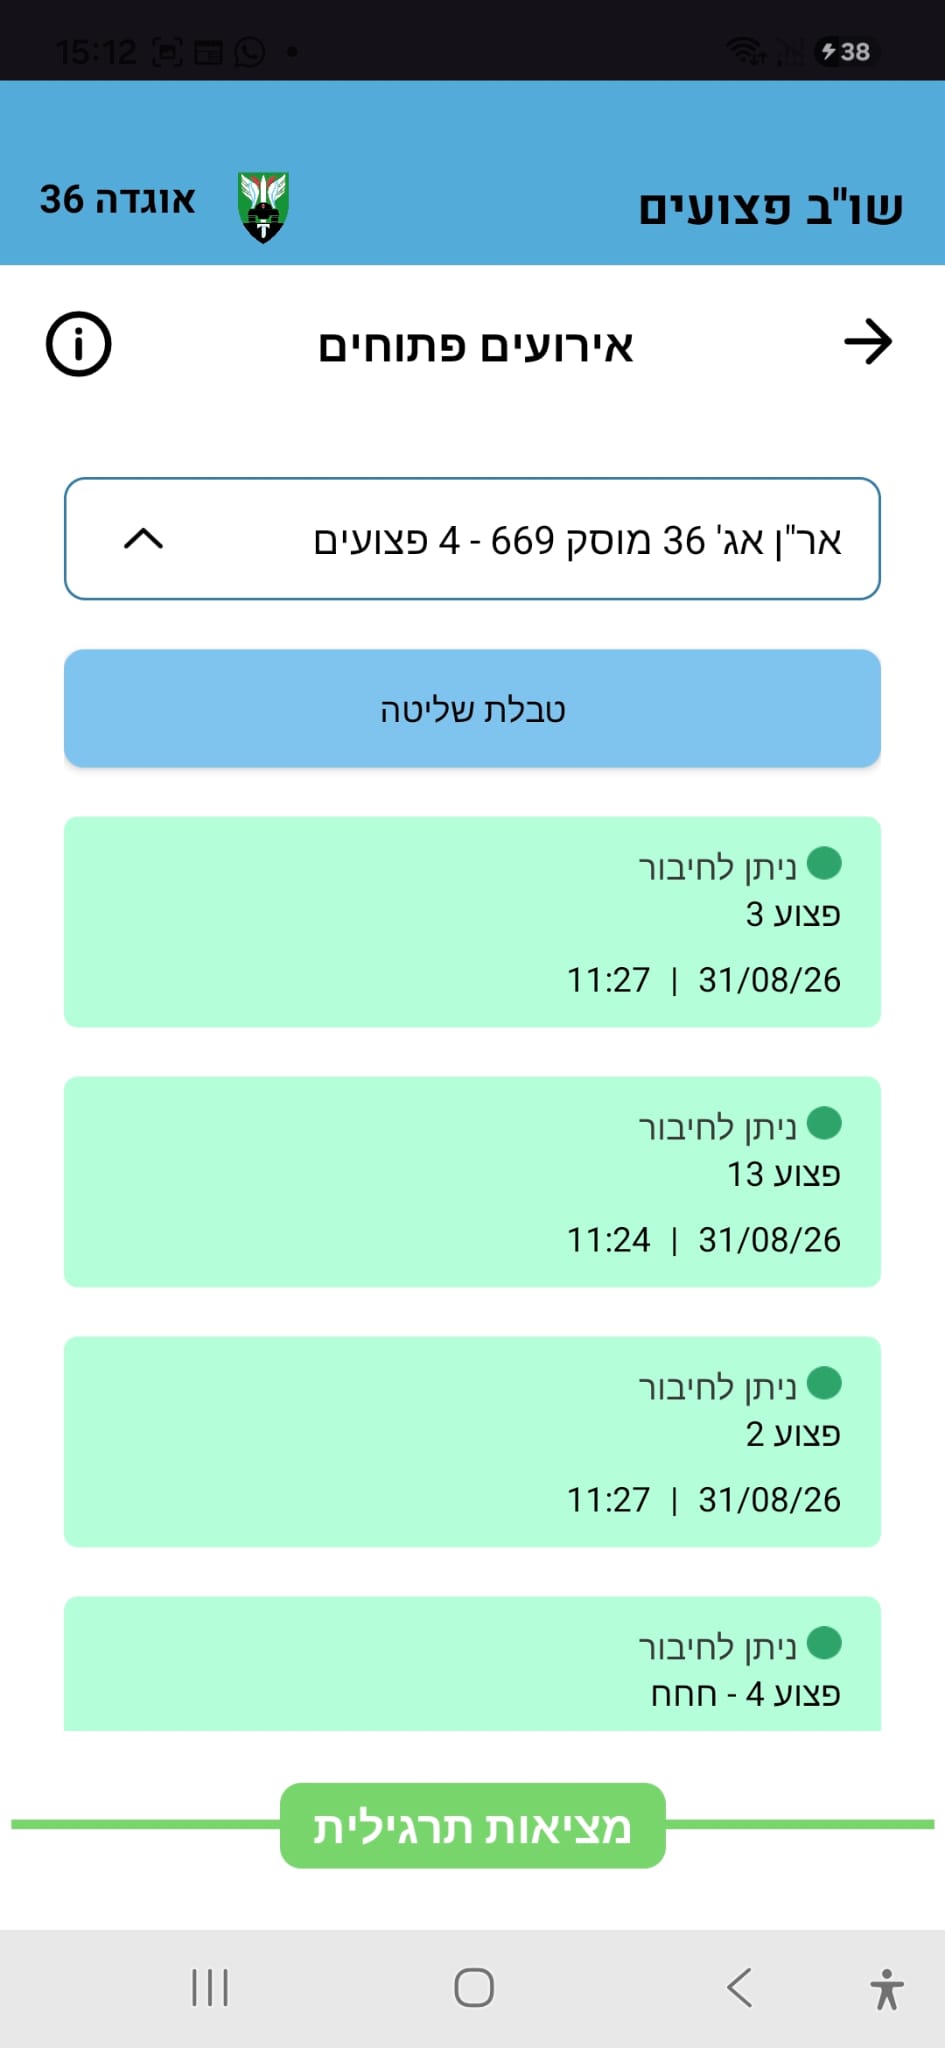 15:12
38
שו"ב פצועים
אוגדה 36
אירועים פתוחים
אר"ן אג' 36 מוסק 669 - 4 פצועים
טבלת שליטה
ניתן לחיבור
פצוע 3
31/08/26 | 11:27
ניתן לחיבור
פצוע 13
31/08/26 | 11:24
ניתן לחיבור
פצוע 2
31/08/26 | 11:27
ניתן לחיבור
פצוע 4 - חחח
מציאות תרגילית